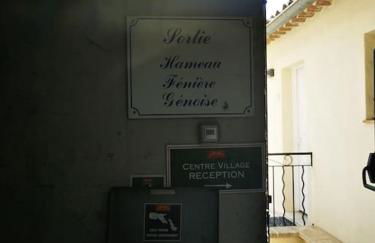 Sortie
Hameau
Fénière
Génoise
CENTRE VILLAGE
RECEPTION